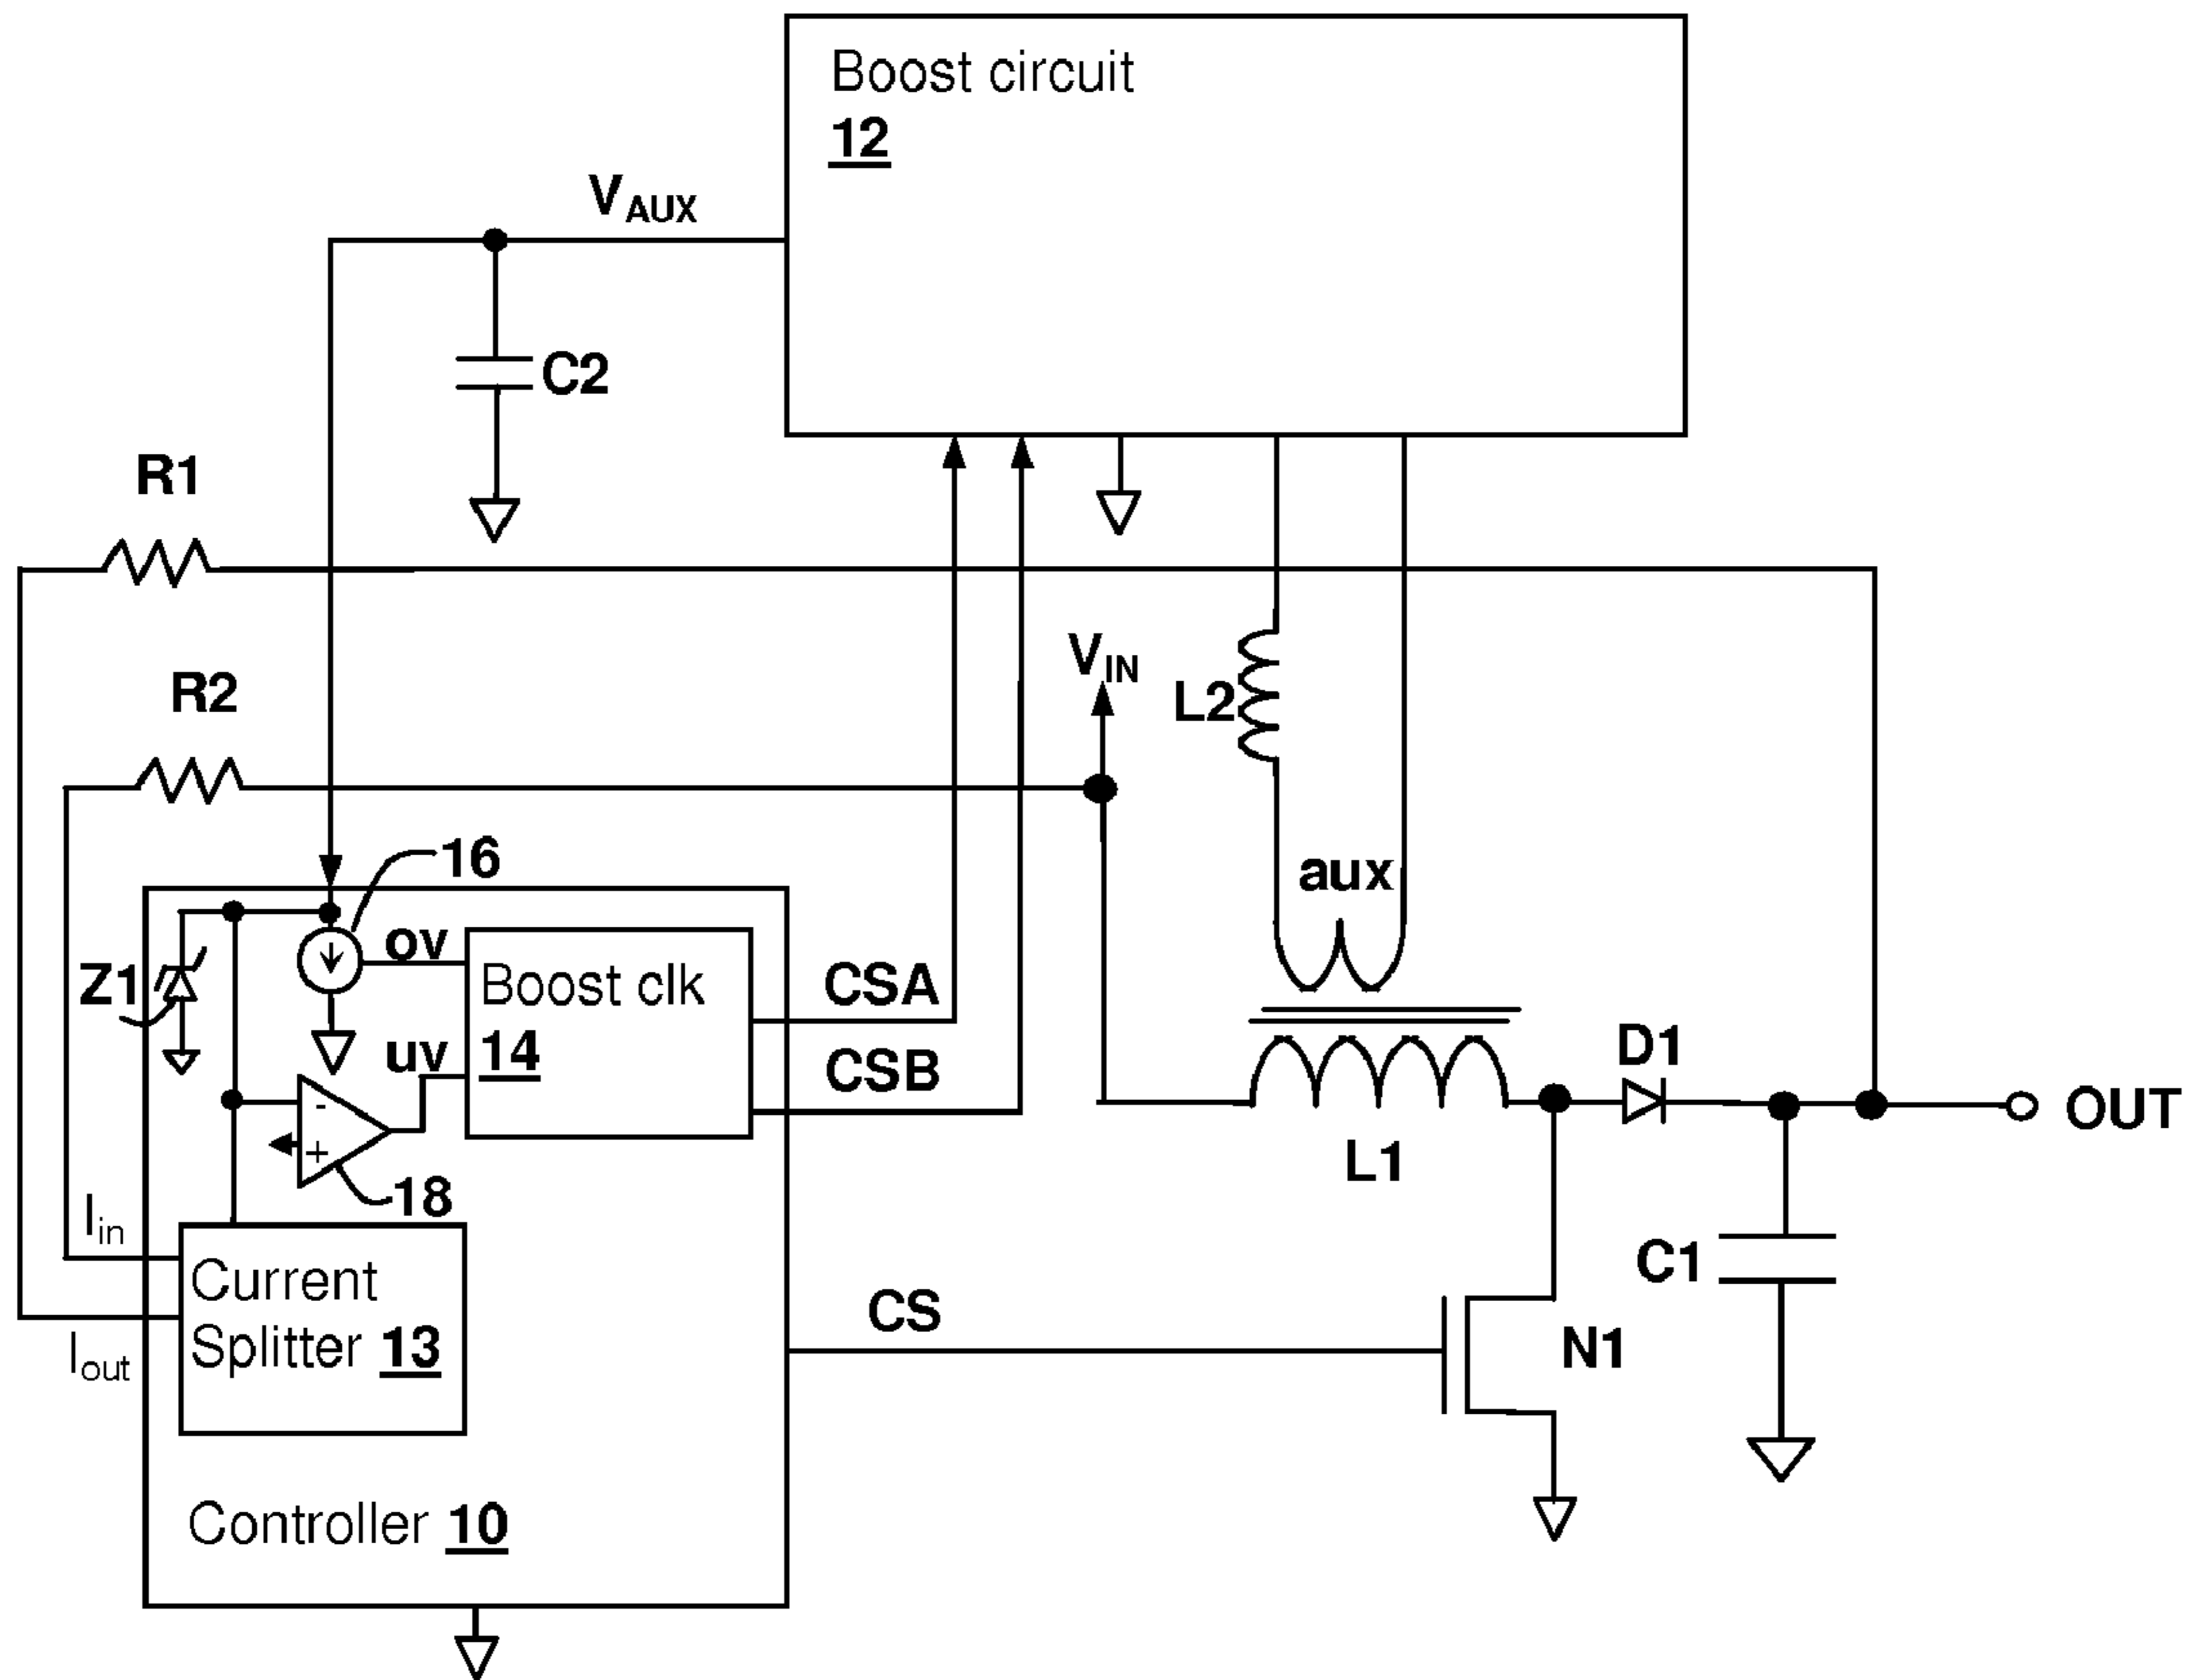 Boost circuit
12
VAUX
C2
R1
R2
VIN
L2
aux
16
ov
Z1
Boost clk
14
CSA
CSB
uv
-
+
18
D1
OUT
L1
C1
Iin
Current
Splitter 13
Iout
CS
N1
Controller 10